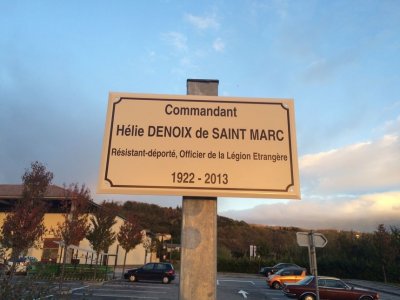 Commandant
Hélie DENOIX de SAINT MARC
Résistant-déporté, Officier de la Légion Etrangère
1922 - 2013